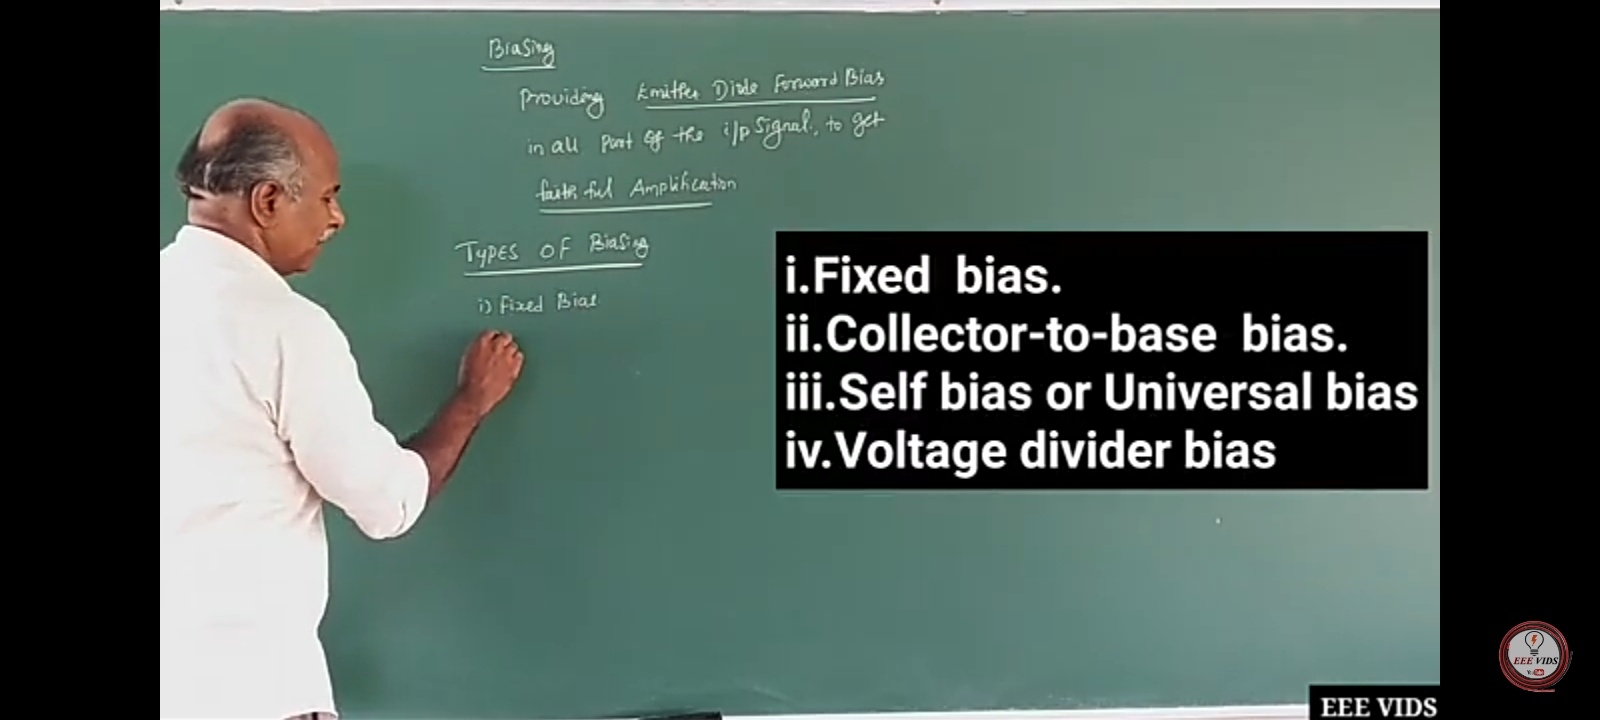 Biasing
Providing Emitter Diode Forward Bias
in all Part of the i/p Signal, to get
faithful Amplification
TYPES OF Biasing
i) Fixed Bias
i.Fixed bias.
ii.Collector-to-base bias.
iii.Self bias or Universal bias
iv.Voltage divider bias
EEE VIDS
EEE VIDS